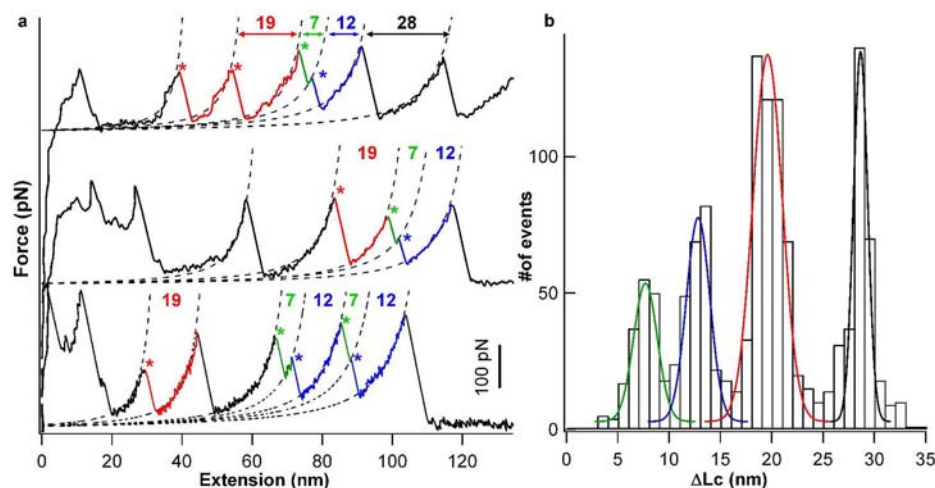 a
19 7 12 28
* * * *
19 7 12
* * *
19 7 12 7 12
* * * * *
Force (pN)
100 pN
0 20 40 60 80 100 120
Extension (nm)
b
#of events
100
50
0
0 5 10 15 20 25 30 35
ΔLc (nm)